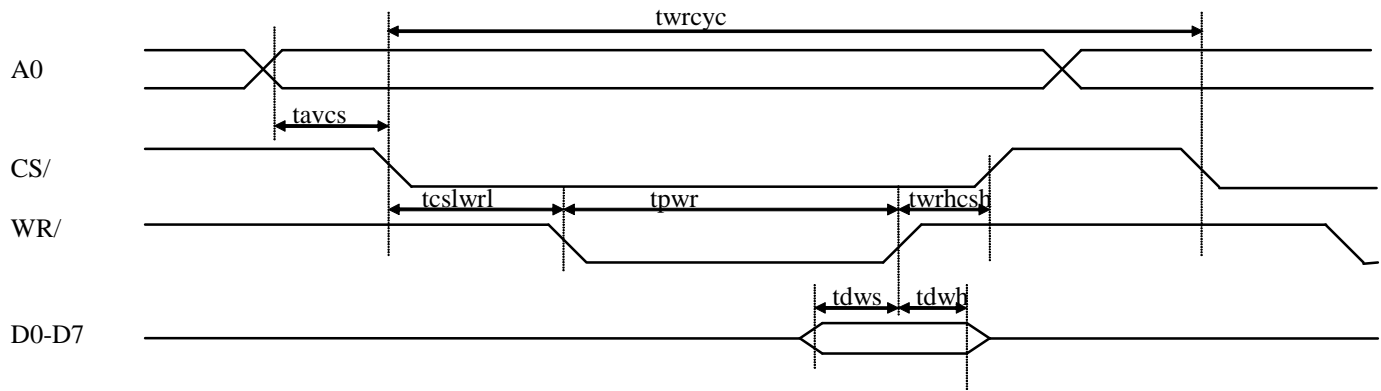 twrcyc
A0
tavcs
CS/
tcslwrl tpwr twrhcsh
WR/
tdws tdwh
D0-D7